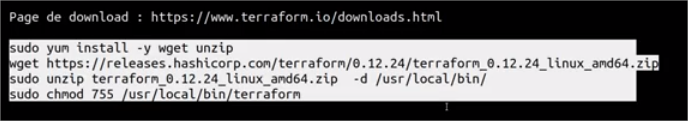 Page de download : https://www.terraform.io/downloads.html
sudo yum install -y wget unzip
wget https://releases.hashicorp.com/terraform/0.12.24/terraform_0.12.24_linux_amd64.zip
sudo unzip terraform_0.12.24_linux_amd64.zip  -d /usr/local/bin/
sudo chmod 755 /usr/local/bin/terraform